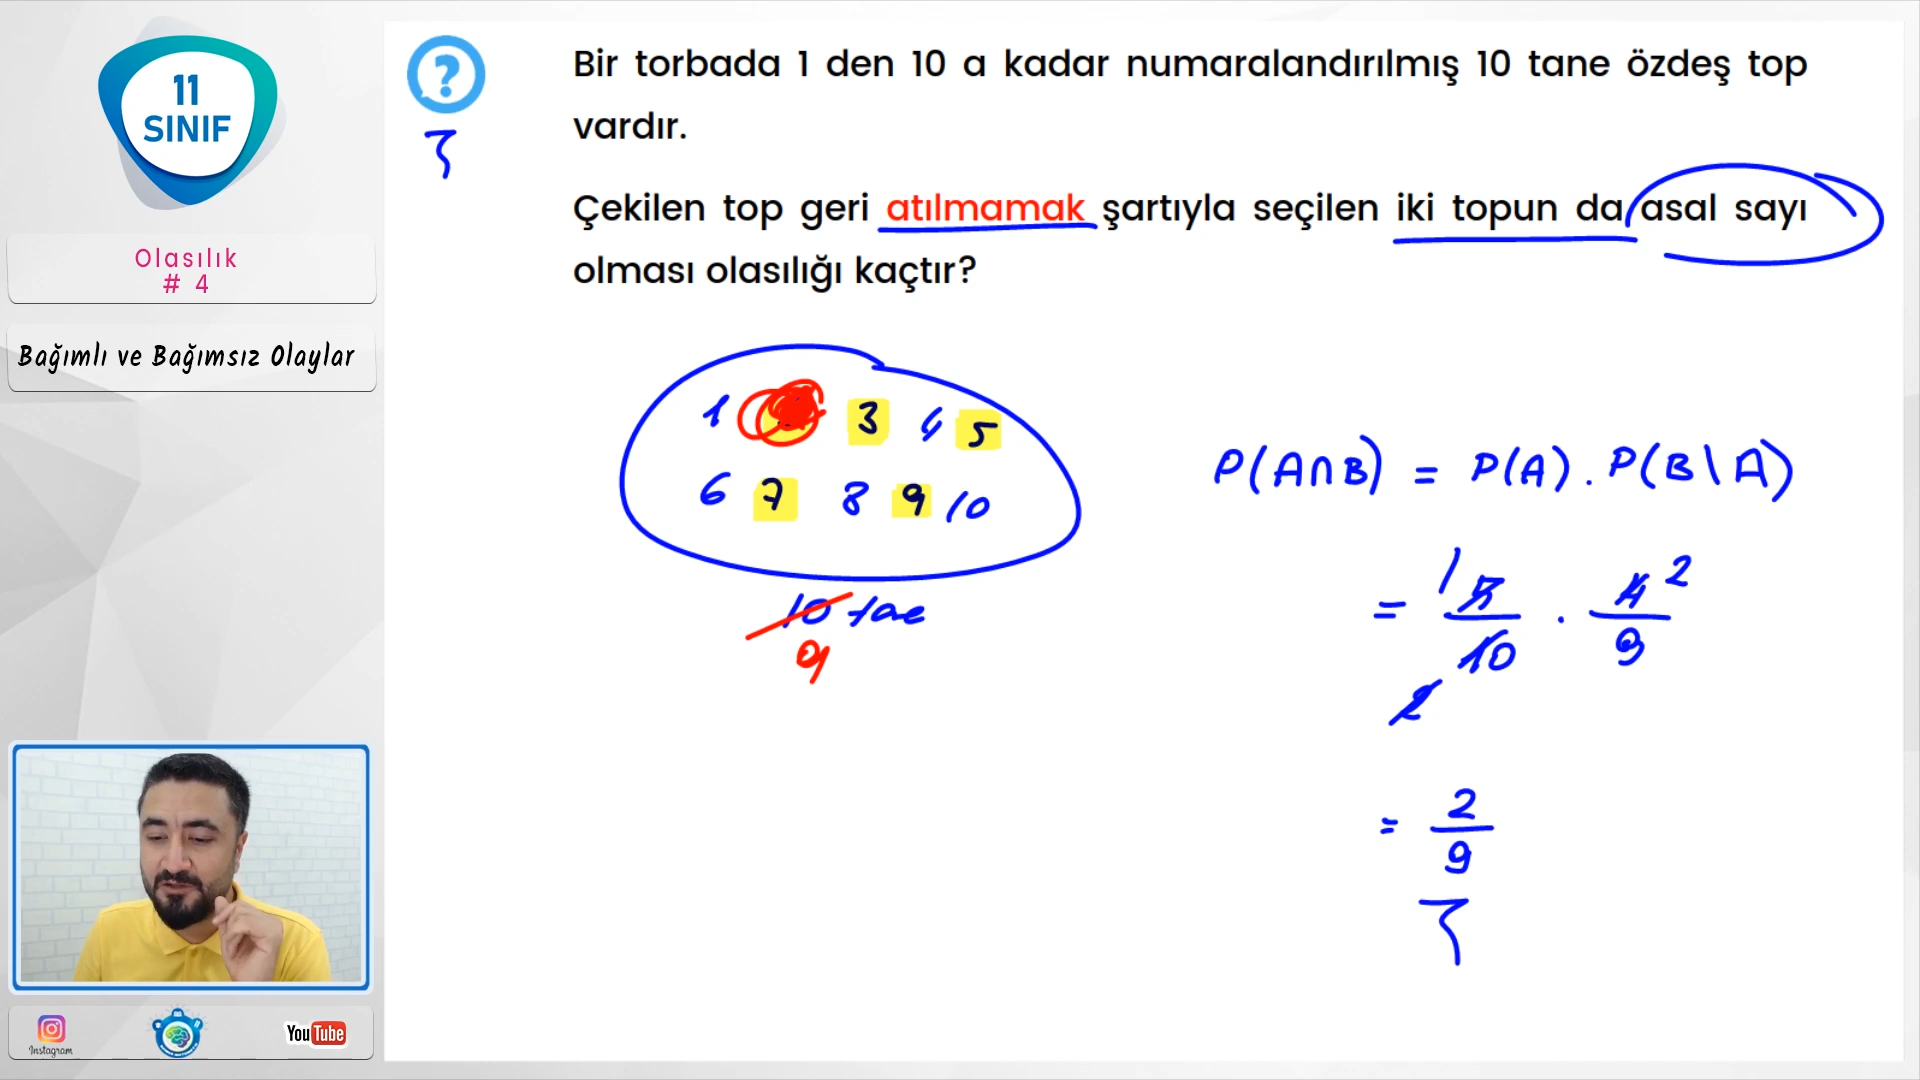 11
SINIF
Olasılık
# 4
Bağımlı ve Bağımsız Olaylar
?
Bir torbada 1 den 10 a kadar numaralandırılmış 10 tane özdeş top
vardır.
Çekilen top geri atılmamak şartıyla seçilen iki topun da asal sayı
olması olasılığı kaçtır?
1 3 4 5
6 7 8 9 10
10 tane
9
P(A∩B) = P(A) . P(B\A)
= 5/10 . 4/9
1 2
2
= 2/9
Instagram
YouTube